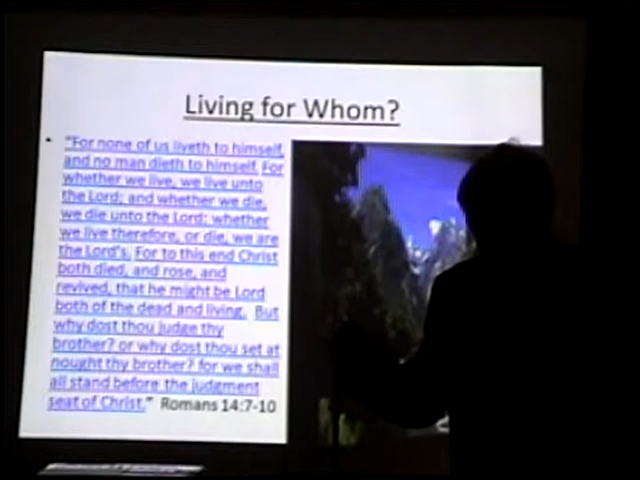 Living for Whom?
• "For none of us liveth to himself,
and no man dieth to himself. For
whether we live, we live unto
the Lord; and whether we die,
we die unto the Lord: whether
we live therefore, or die, we are
the Lord's. For to this end Christ
both died, and rose, and
revived, that he might be Lord
both of the dead and living. But
why dost thou judge thy
brother? or why dost thou set at
nought thy brother? for we shall
all stand before the judgment
seat of Christ." Romans 14:7-10